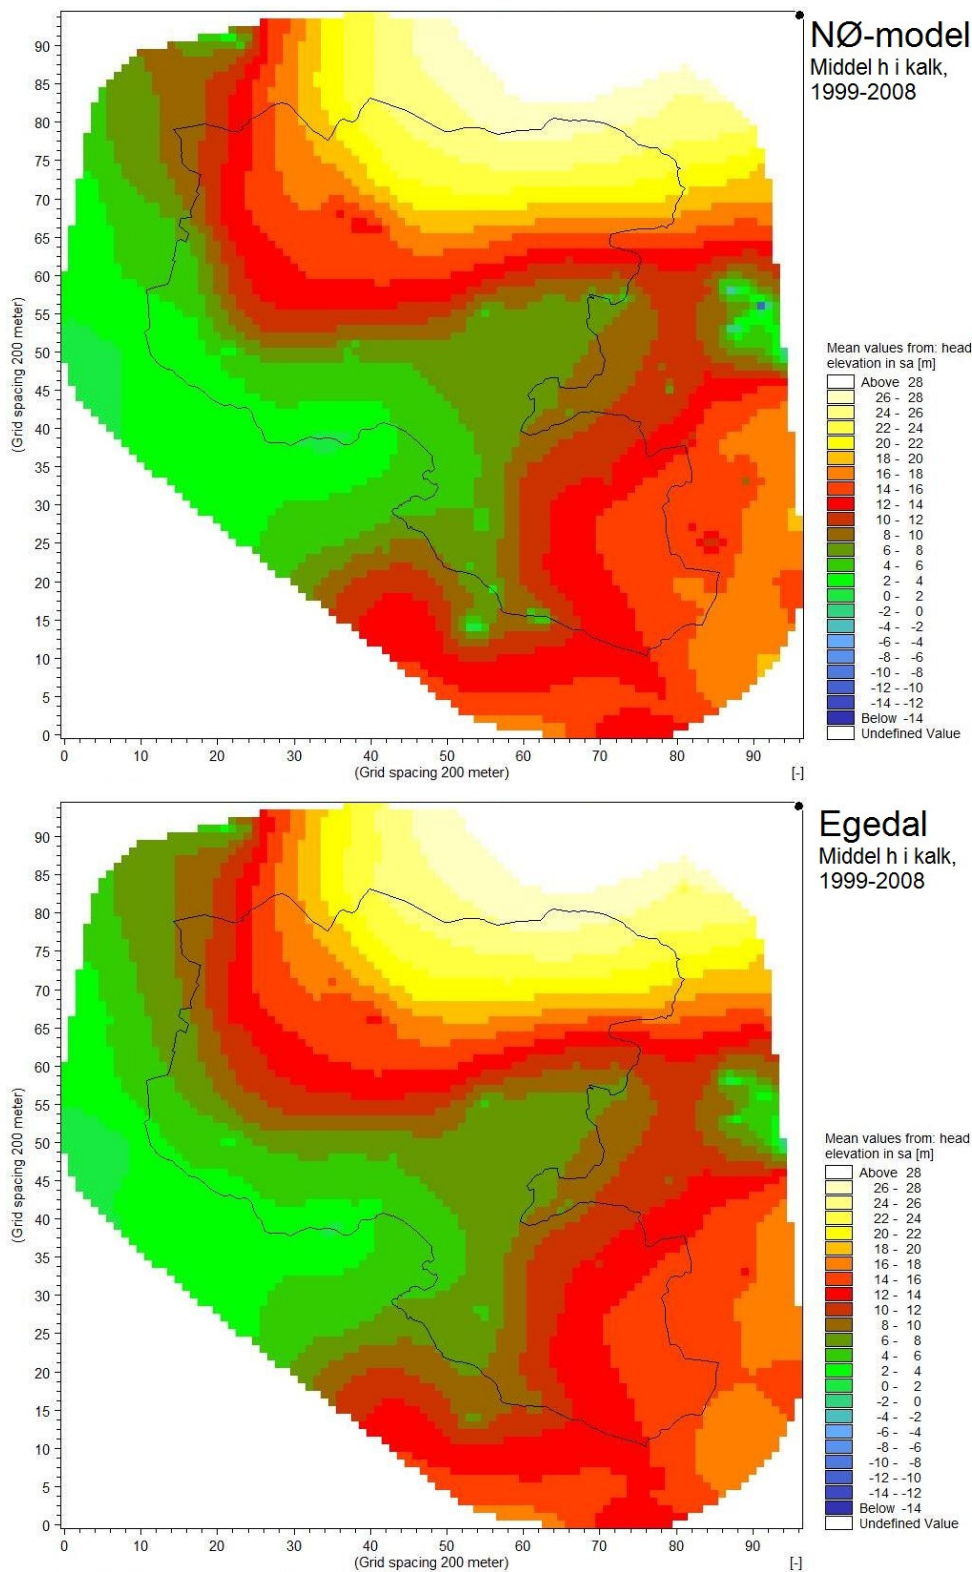 NØ-model
Middel h i kalk,
1999-2008
90
85
80
75
70
65
60
55
50
45
40
35
30
25
20
15
10
5
0
(Grid spacing 200 meter)
0 10 20 30 40 50 60 70 80 90
(Grid spacing 200 meter) [-]
Mean values from: head
elevation in sa [m]
Above 28
26 - 28
24 - 26
22 - 24
20 - 22
18 - 20
16 - 18
14 - 16
12 - 14
10 - 12
8 - 10
6 - 8
4 - 6
2 - 4
0 - 2
-2 - 0
-4 - -2
-6 - -4
-8 - -6
-10 - -8
-12 - -10
-14 - -12
Below -14
Undefined Value
Egedal
Middel h i kalk,
1999-2008
90
85
80
75
70
65
60
55
50
45
40
35
30
25
20
15
10
5
0
(Grid spacing 200 meter)
0 10 20 30 40 50 60 70 80 90
(Grid spacing 200 meter) [-]
Mean values from: head
elevation in sa [m]
Above 28
26 - 28
24 - 26
22 - 24
20 - 22
18 - 20
16 - 18
14 - 16
12 - 14
10 - 12
8 - 10
6 - 8
4 - 6
2 - 4
0 - 2
-2 - 0
-4 - -2
-6 - -4
-8 - -6
-10 - -8
-12 - -10
-14 - -12
Below -14
Undefined Value